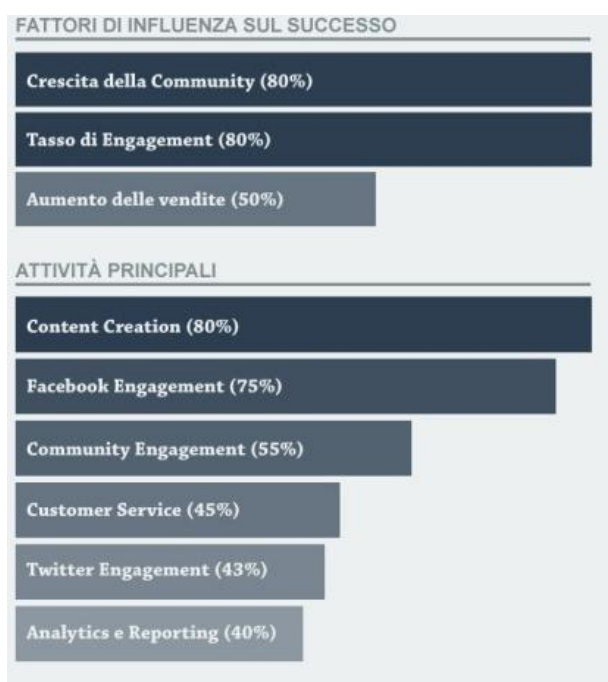 FATTORI DI INFLUENZA SUL SUCCESSO
Crescita della Community (80%)
Tasso di Engagement (80%)
Aumento delle vendite (50%)
ATTIVITÀ PRINCIPALI
Content Creation (80%)
Facebook Engagement (75%)
Community Engagement (55%)
Customer Service (45%)
Twitter Engagement (43%)
Analytics e Reporting (40%)